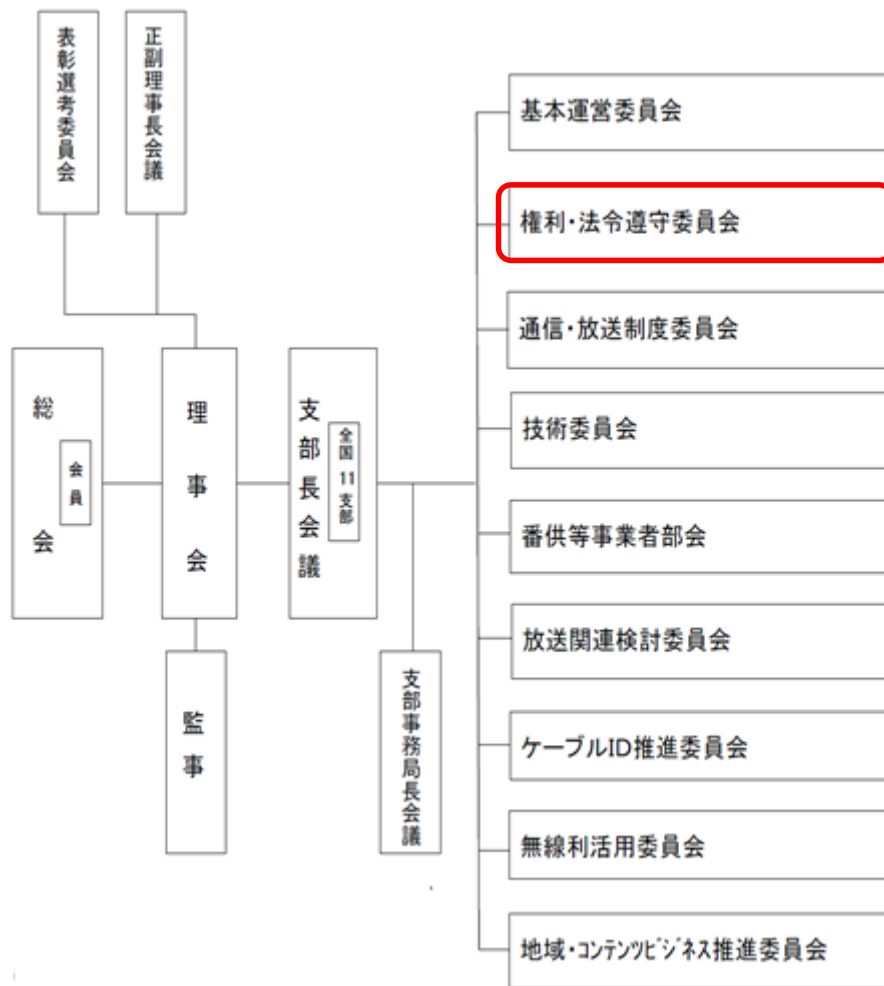 表彰選考委員会
正副理事長会議
総会
会員
理事会
監事
支部長会議
全国11支部
支部事務局長会議
基本運営委員会
権利・法令遵守委員会
通信・放送制度委員会
技術委員会
番供等事業者部会
放送関連検討委員会
ケーブルID推進委員会
無線利活用委員会
地域・コンテンツビジネス推進委員会